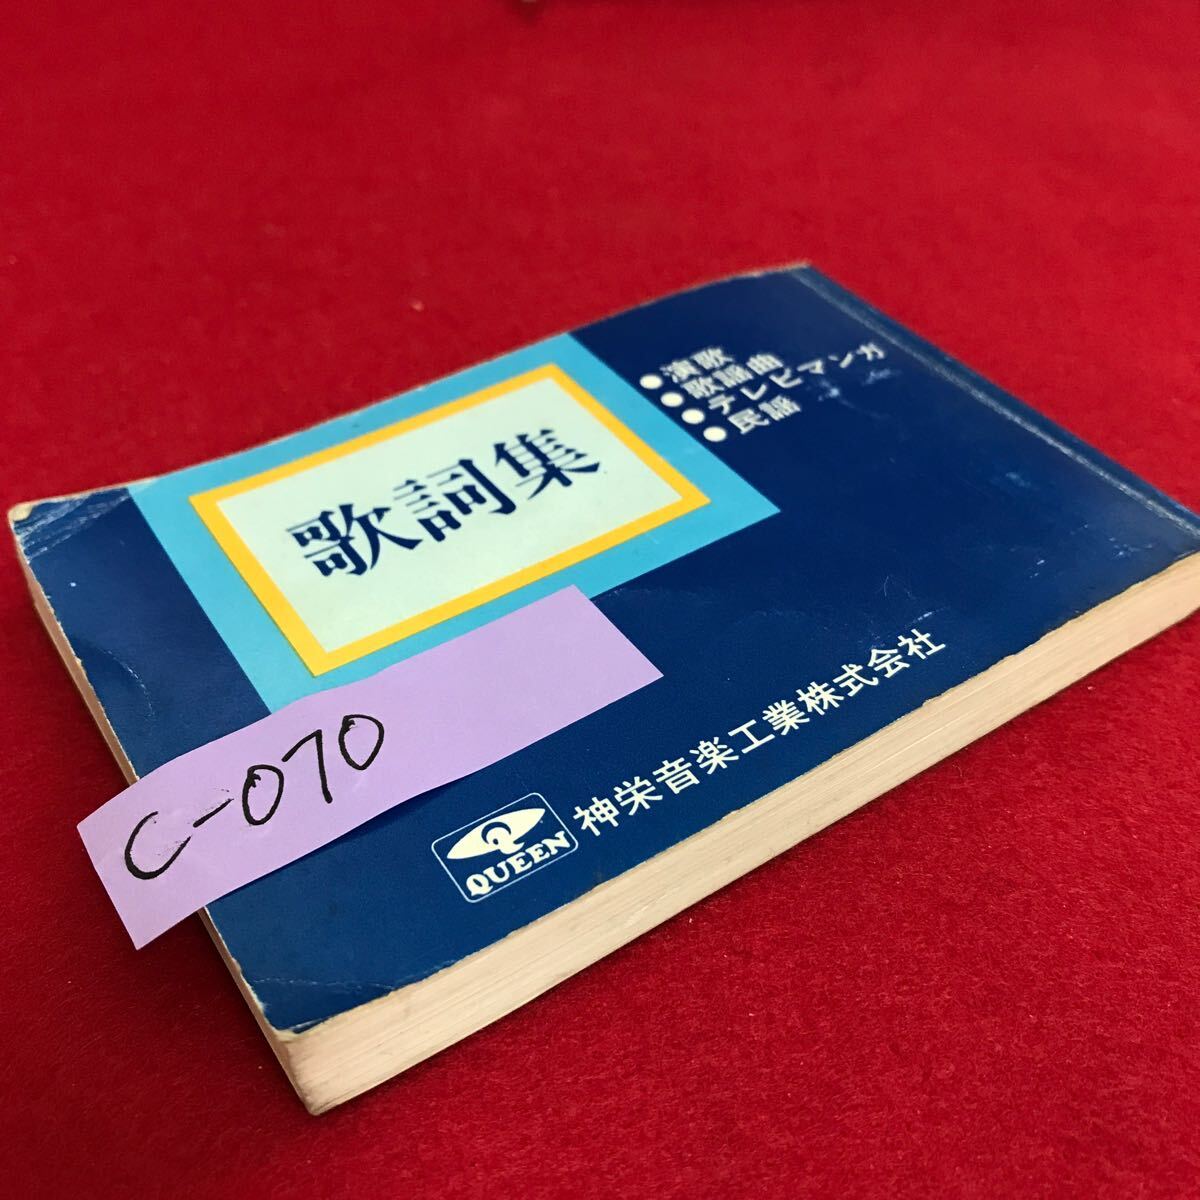 ●演歌
●歌謡曲
●テレビマンガ
●民謡
歌詞集
C-070
QUEEN
神栄音楽工業株式会社